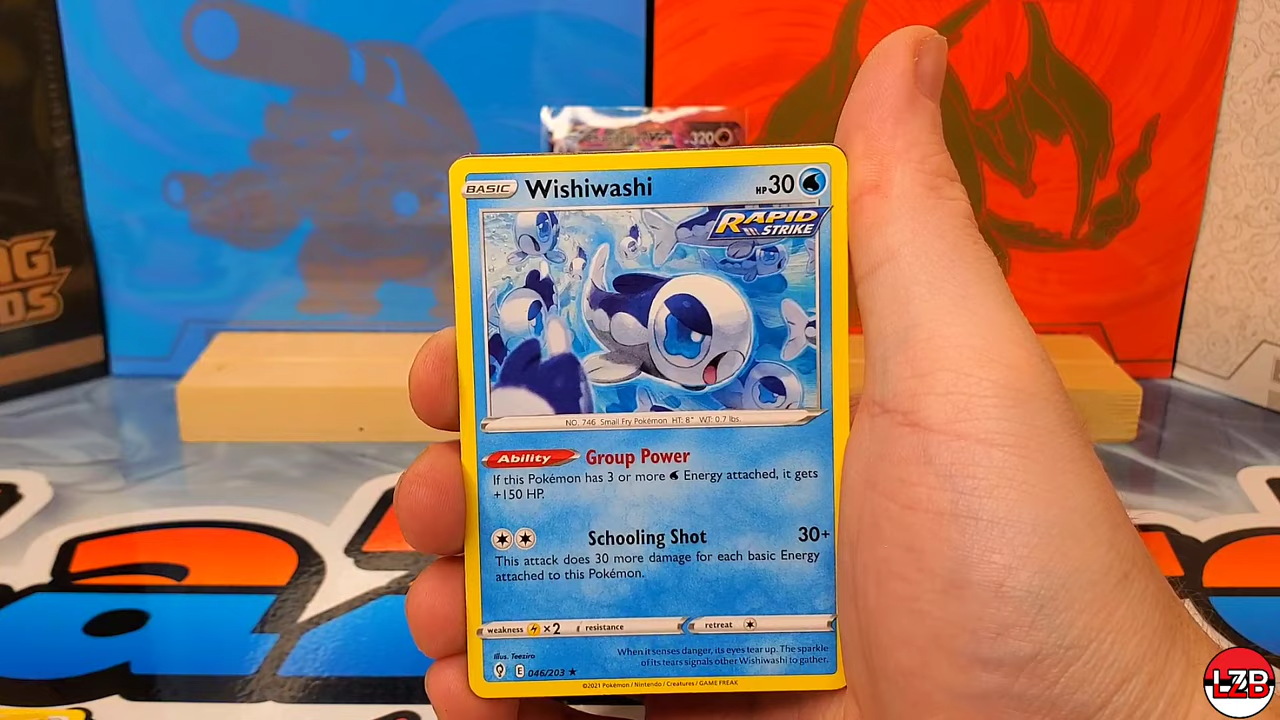 320
BASIC Wishiwashi HP 30
RAPID
STRIKE
NO. 746 Small Fry Pokémon HT: 8" WT: 0.7 lbs.
Ability Group Power
If this Pokémon has 3 or more Energy attached, it gets
+150 HP.
Schooling Shot 30+
This attack does 30 more damage for each basic Energy
attached to this Pokémon.
weakness ×2 resistance retreat
When it senses danger, its eyes tear up. The sparkle
of its tears signals other Wishiwashi to gather.
Illus. Teeziro
E 046/203 ★
©2021 Pokémon / Nintendo / Creatures / GAME FREAK
LZB